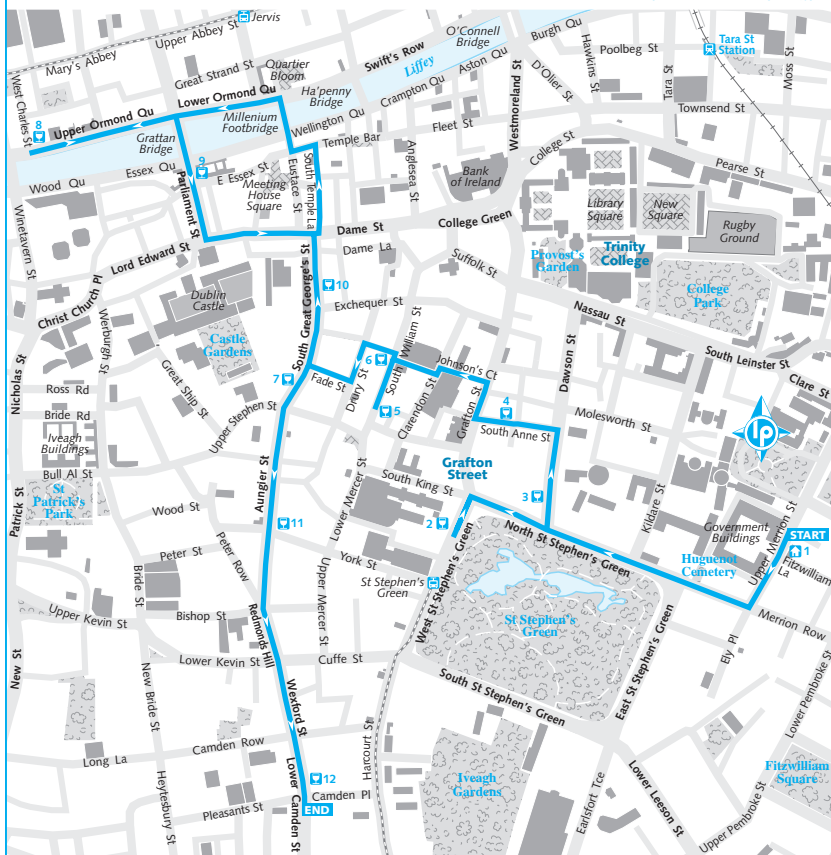 Jervis
Upper Abbey St
Mary's Abbey
O'Connell
Bridge
Burgh Qu
Tara St
Station
Moss St
Poolbeg St
Hawkins St
Swift's Row
Liffey
Quartier
Bloom
Great Strand St
West Charles St
Lower Ormond Qu
Ha'penny
Bridge
Aston Qu
Crampton Qu
D'Olier St
Tara St
Townsend St
Westmoreland St
8
Upper Ormond Qu
Millenium
Footbridge
Wellington Qu
Fleet St
Temple Bar
College St
Grattan
Bridge
Essex Qu
Wood Qu
9
E Essex St
Meeting
House
Square
Eustace St
South Temple La
Anglesea St
Bank
of Ireland
Pearse St
Parliament St
Library
Square
New
Square
Rugby
Ground
Winetavern St
Dame St
College Green
Dame La
Lord Edward St
Suffolk St
Provost's
Garden
Trinity
College
Christ Church Pl
Dublin
Castle
10
Exchequer St
College
Park
Nassau St
South Great George's St
Werburgh St
Castle
Gardens
South William St
6
Johnson's Ct
Dawson St
South Leinster St
Clare St
Nicholas St
Ross Rd
Great Ship St
7
Fade St
Drury St
5
Clarendon St
Grafton St
4
Molesworth St
Bride Rd
Iveagh
Buildings
Upper Stephen St
South Anne St
LP
Bull Al St
Grafton
Street
Patrick St
St
Patrick's
Park
Aungier St
South King St
Lower Mercer St
3
Kildare St
Wood St
11
2
North St Stephen's Green
Government
Buildings
START
1
Upper Merrion St
Fitzwilliam
La
Huguenot
Cemetery
Peter St
Peter Row
York St
St Stephen's
Green
Bride St
Upper Mercer St
West St Stephen's Green
St Stephen's
Green
Merrion Row
Upper Kevin St
Bishop St
Redmonds Hill
Ely Pl
New St
Lower Kevin St
Cuffe St
East St Stephen's Green
Lower Pembroke St
New Bride St
Wexford St
South St Stephen's Green
Camden Row
Harcourt St
Long La
Heytesbury St
12
Iveagh
Gardens
Fitzwilliam
Square
Lower Leeson St
Camden Pl
END
Pleasants St
Lower Camden St
Earlsfort Tce
Upper Pembroke St